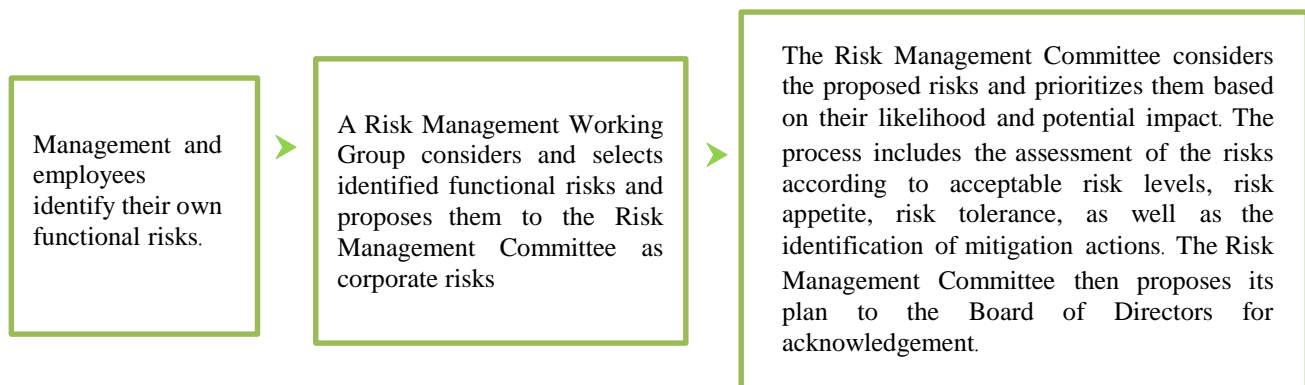 Management and
employees
identify their own
functional risks.
A Risk Management Working
Group considers and selects
identified functional risks and
proposes them to the Risk
Management Committee as
corporate risks
The Risk Management Committee considers
the proposed risks and prioritizes them based
on their likelihood and potential impact. The
process includes the assessment of the risks
according to acceptable risk levels, risk
appetite, risk tolerance, as well as the
identification of mitigation actions. The Risk
Management Committee then proposes its
plan to the Board of Directors for
acknowledgement.